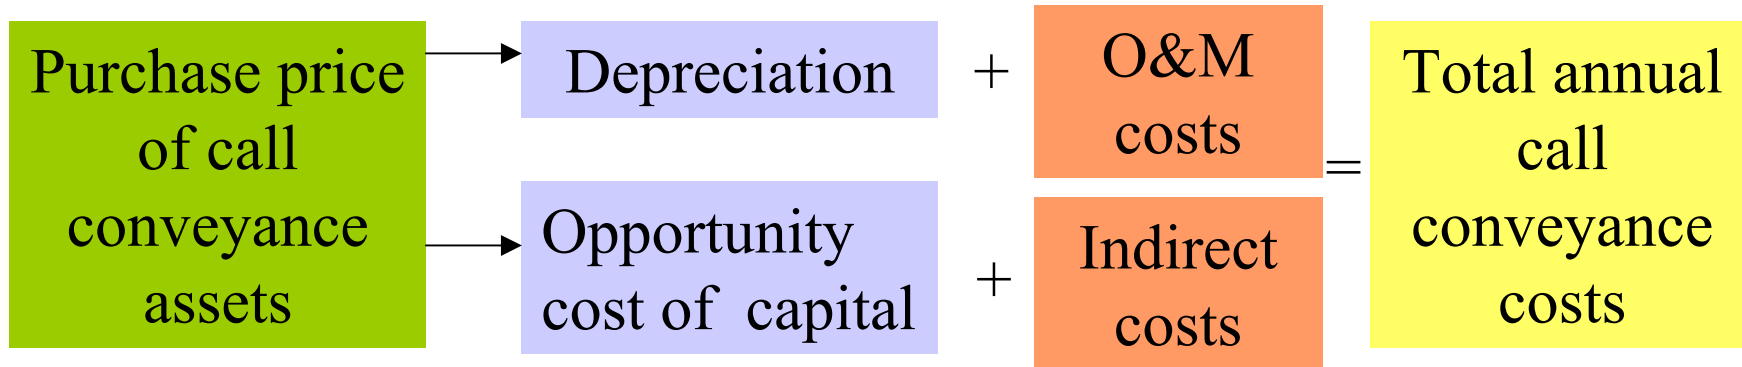 Purchase price
of call
conveyance
assets
Depreciation
+
O&M
costs
Opportunity
cost of capital
+
Indirect
costs
=
Total annual
call
conveyance
costs